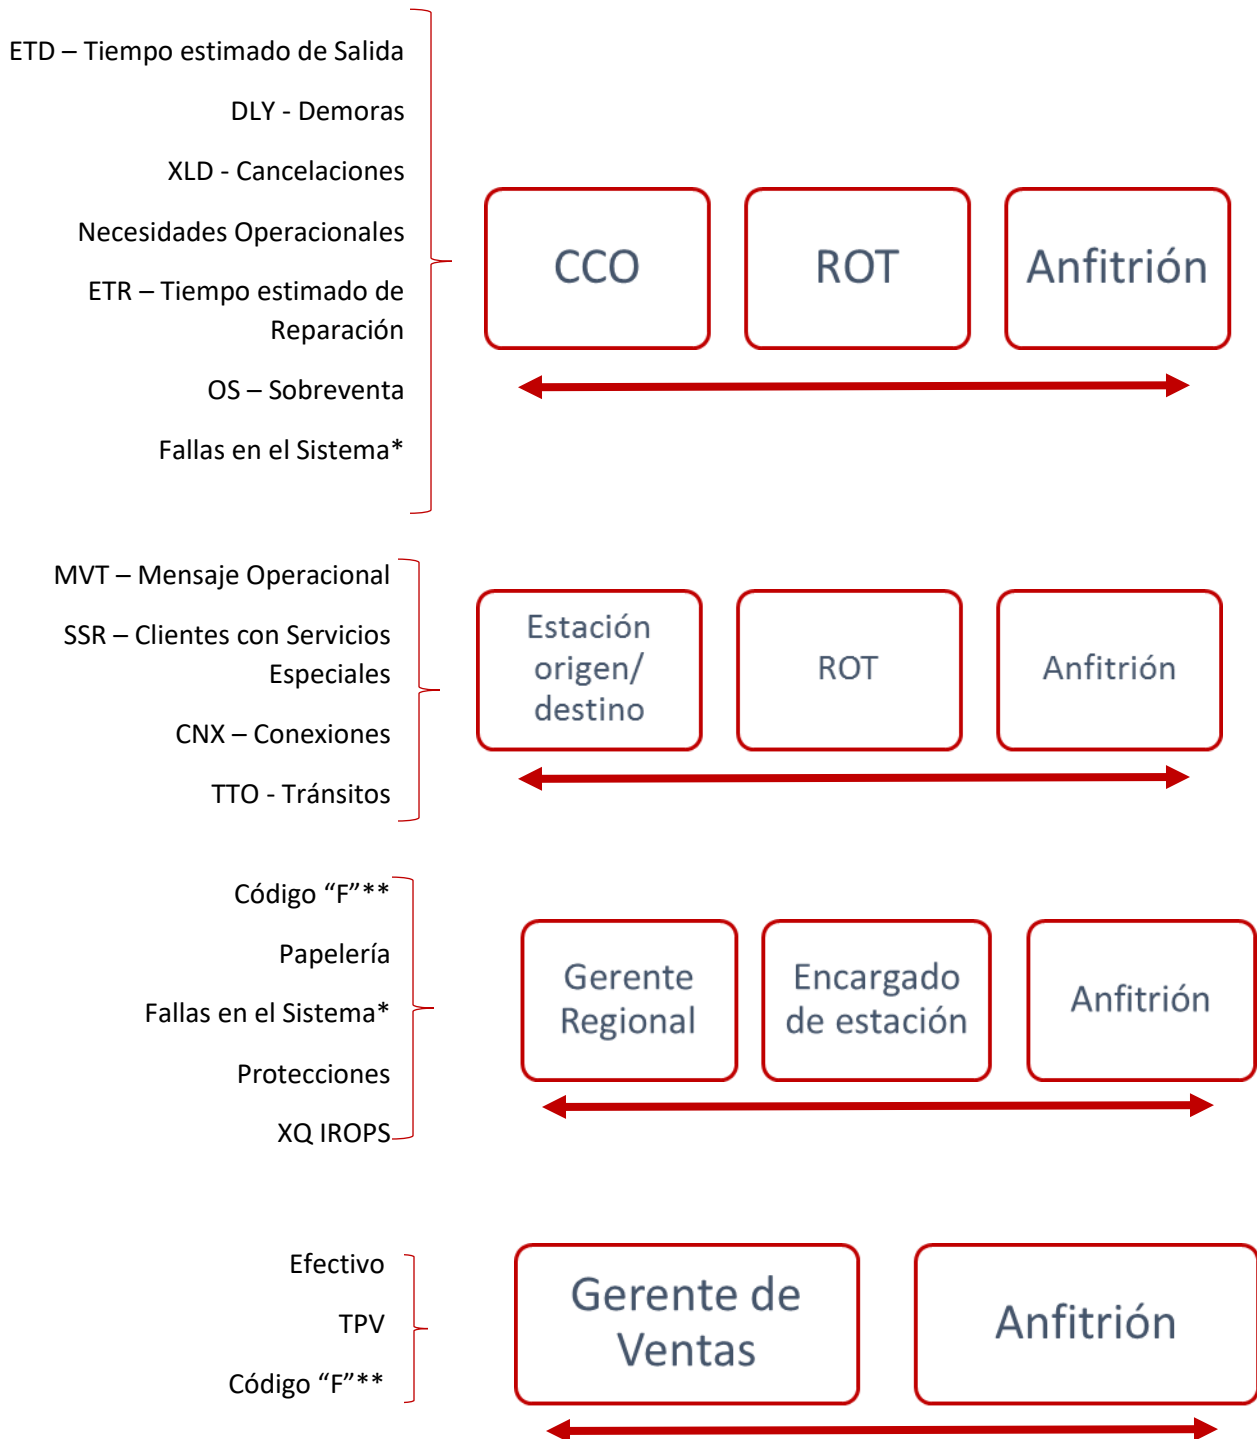 ETD – Tiempo estimado de Salida
DLY - Demoras
XLD - Cancelaciones
Necesidades Operacionales
ETR – Tiempo estimado de
Reparación
OS – Sobreventa
Fallas en el Sistema*
CCO
ROT
Anfitrión
MVT – Mensaje Operacional
SSR – Clientes con Servicios
Especiales
CNX – Conexiones
TTO - Tránsitos
Estación
origen/
destino
ROT
Anfitrión
Código “F”**
Papelería
Fallas en el Sistema*
Protecciones
XQ IROPS
Gerente
Regional
Encargado
de estación
Anfitrión
Efectivo
TPV
Código “F”**
Gerente de
Ventas
Anfitrión